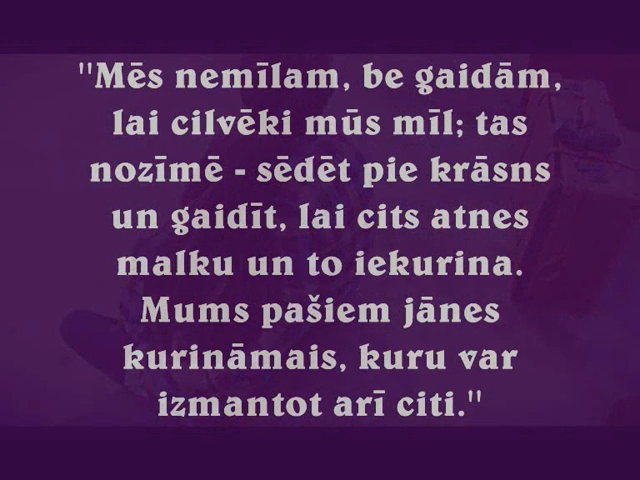 "Mēs nemīlam, be gaidām,
lai cilvēki mūs mīl; tas
nozīmē - sēdēt pie krāsns
un gaidīt, lai cits atnes
malku un to iekurina.
Mums pašiem jānes
kurināmais, kuru var
izmantot arī citi."